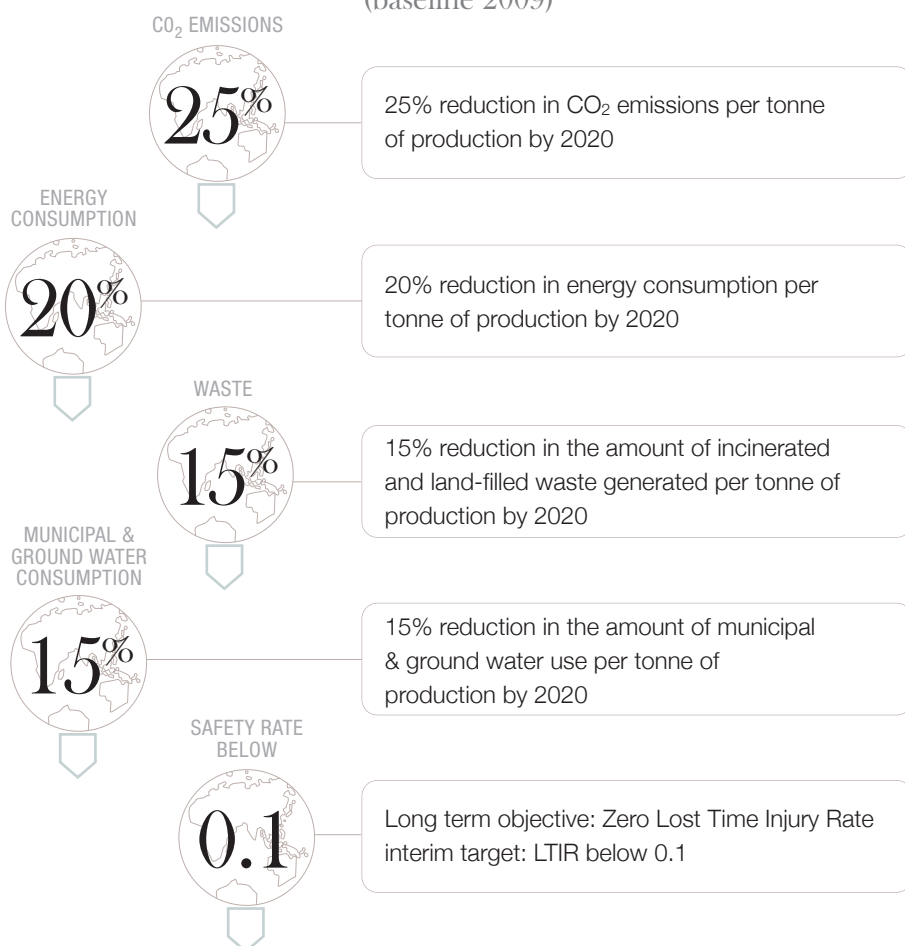 (baseline 2009)
CO₂ EMISSIONS
25%
25% reduction in CO₂ emissions per tonne
of production by 2020
ENERGY
CONSUMPTION
20%
20% reduction in energy consumption per
tonne of production by 2020
WASTE
15%
15% reduction in the amount of incinerated
and land-filled waste generated per tonne of
production by 2020
MUNICIPAL &
GROUND WATER
CONSUMPTION
15%
15% reduction in the amount of municipal
& ground water use per tonne of
production by 2020
SAFETY RATE
BELOW
0.1
Long term objective: Zero Lost Time Injury Rate
interim target: LTIR below 0.1